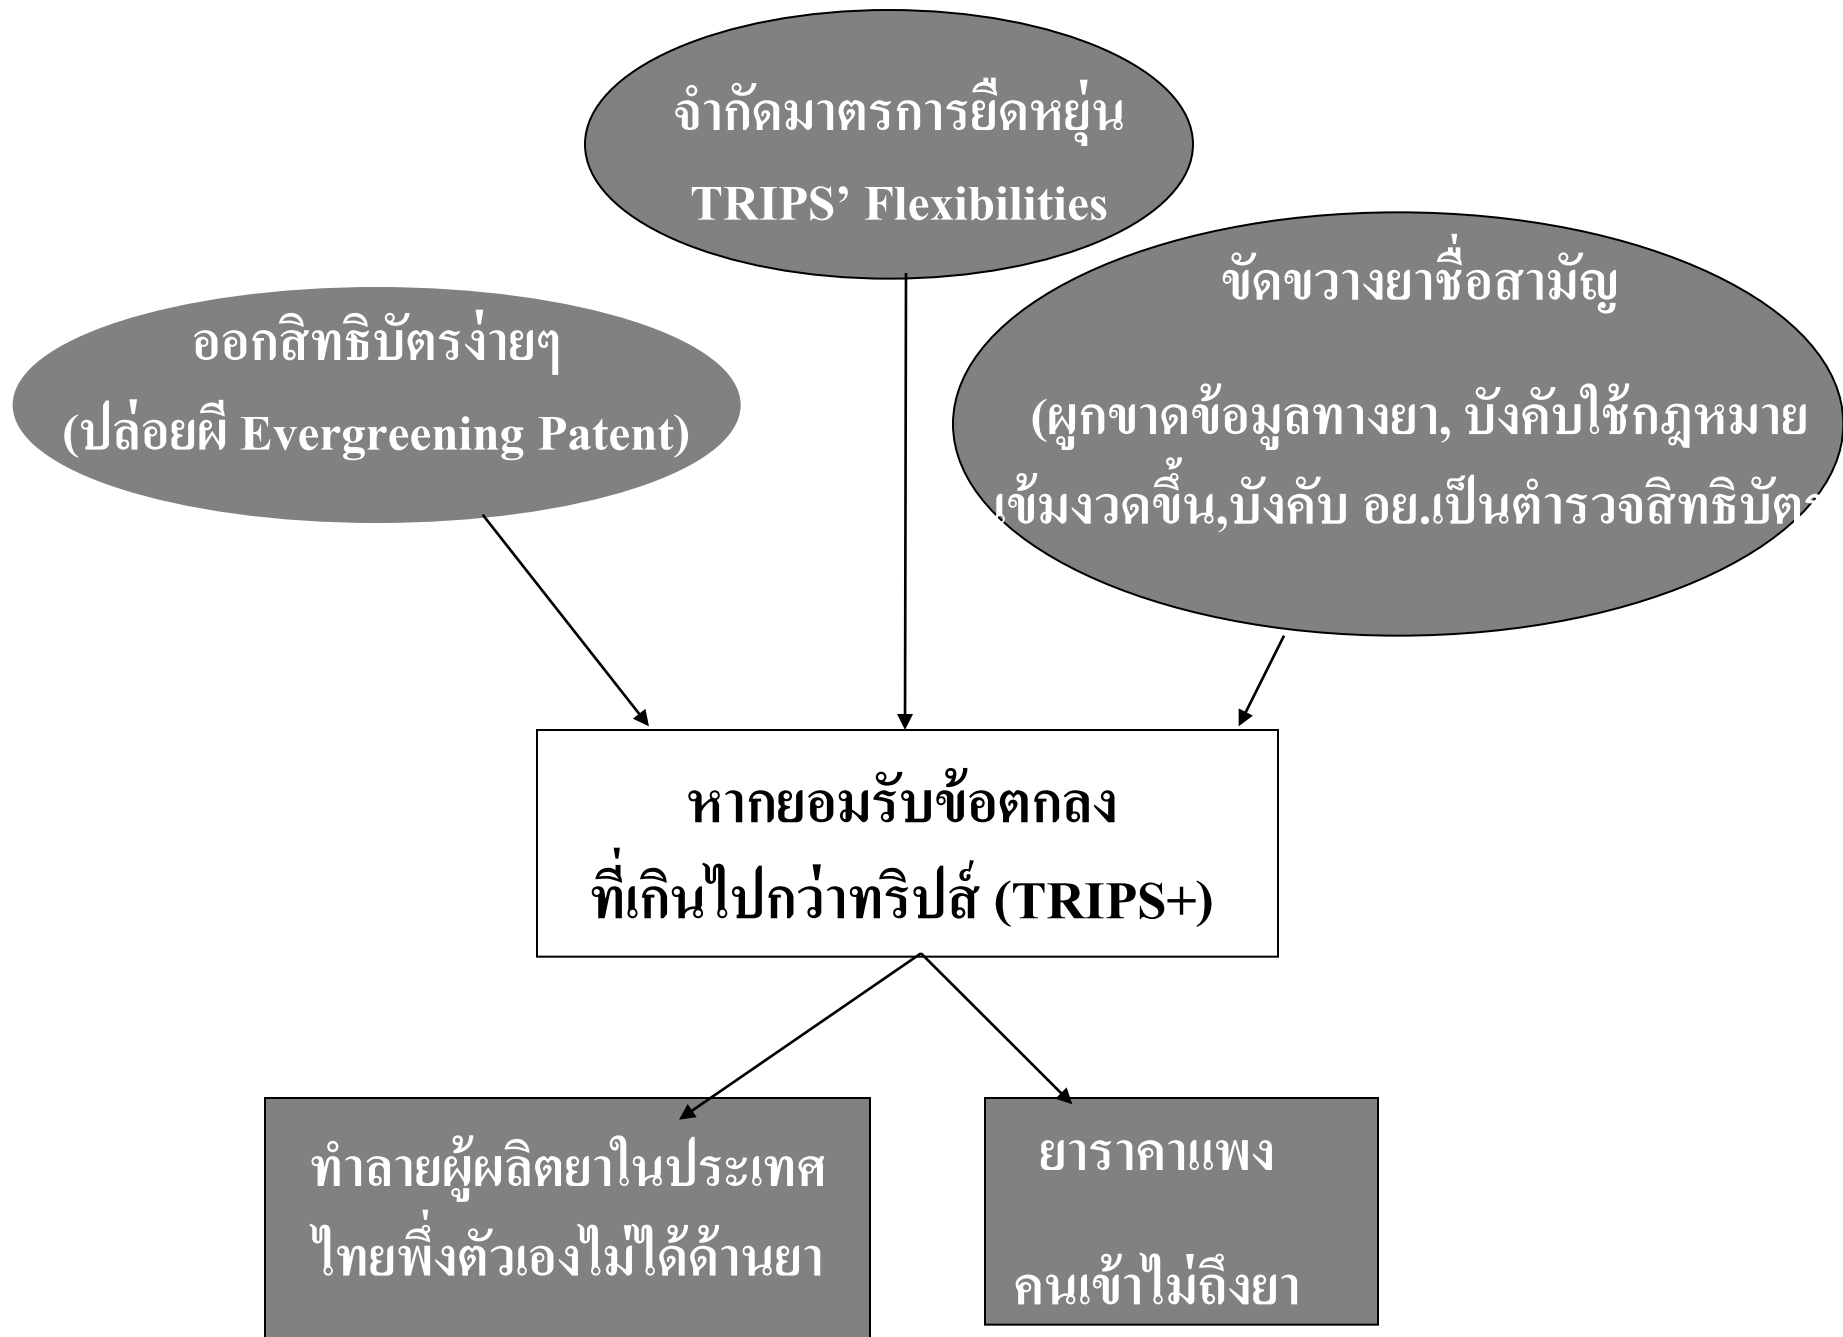 จำกัดมาตรการยืดหยุ่น
TRIPS’ Flexibilities
ออกสิทธิบัตรง่ายๆ
(ปล่อยผี Evergreening Patent)
ขัดขวางยาชื่อสามัญ
(ผูกขาดข้อมูลทางยา, บังคับใช้กฎหมาย
เข้มงวดขึ้น,บังคับ อย.เป็นตำรวจสิทธิบัตร
หากยอมรับข้อตกลง
ที่เกินไปกว่าทริปส์ (TRIPS+)
ทำลายผู้ผลิตยาในประเทศ
ไทยพึ่งตัวเองไม่ได้ด้านยา
ยาราคาแพง
คนเข้าไม่ถึงยา